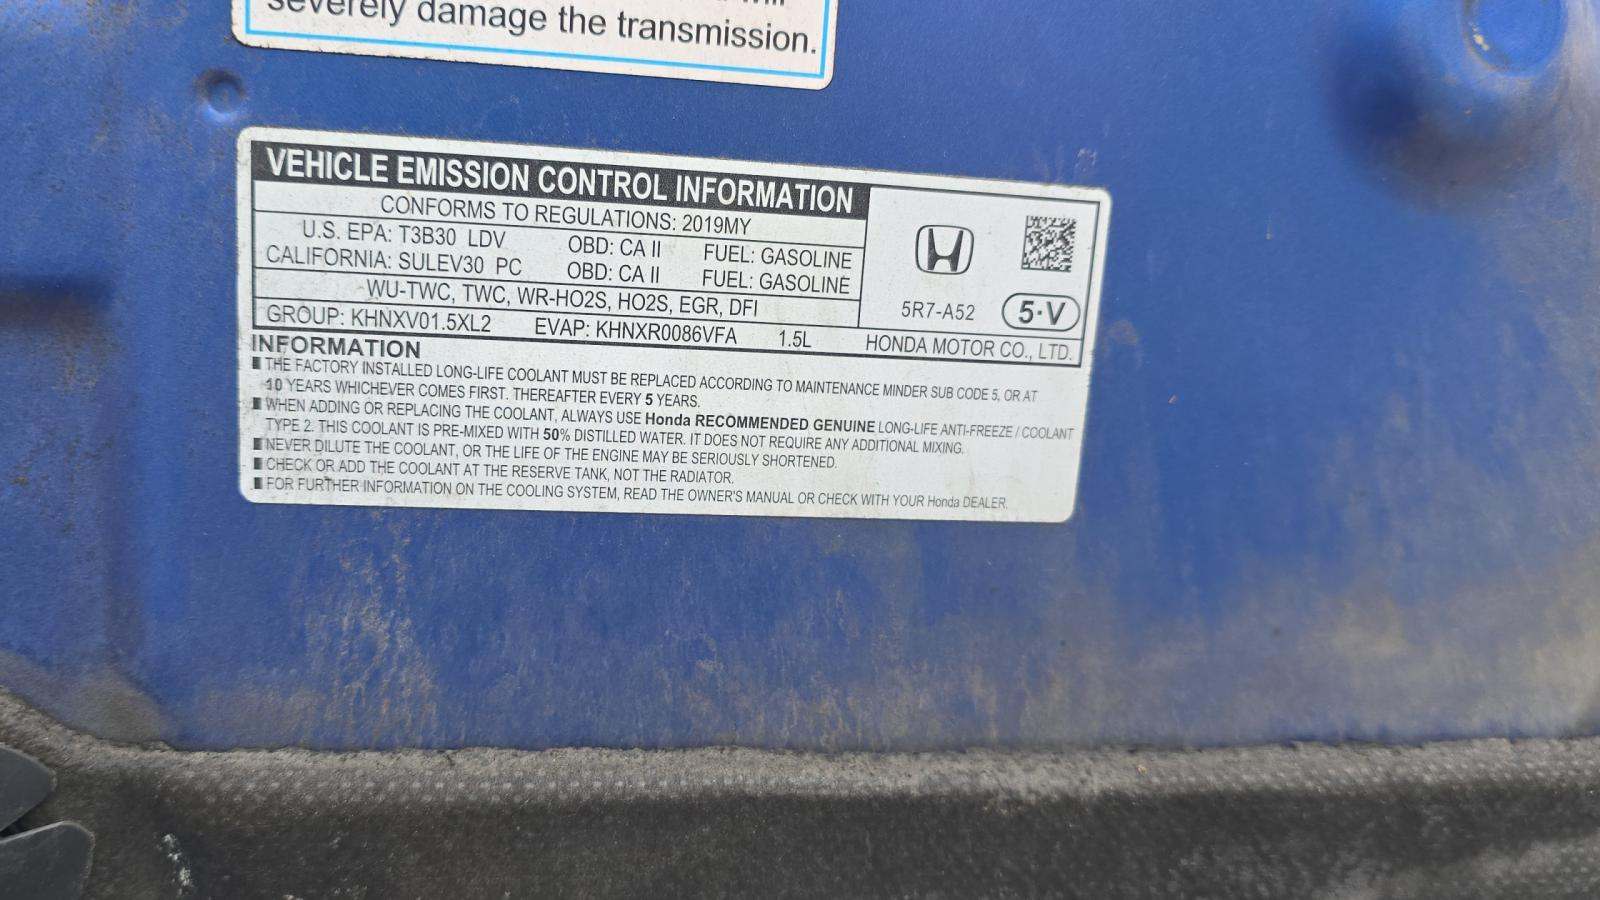 severely damage the transmission.
VEHICLE EMISSION CONTROL INFORMATION
CONFORMS TO REGULATIONS: 2019MY
U.S. EPA: T3B30 LDV OBD: CA II FUEL: GASOLINE
CALIFORNIA: SULEV30 PC OBD: CA II FUEL: GASOLINE
WU-TWC, TWC, WR-HO2S, HO2S, EGR, DFI
5R7-A52 5·V
GROUP: KHNXV01.5XL2 EVAP: KHNXR0086VFA 1.5L HONDA MOTOR CO., LTD.
INFORMATION
THE FACTORY INSTALLED LONG-LIFE COOLANT MUST BE REPLACED ACCORDING TO MAINTENANCE MINDER SUB CODE 5, OR AT
10 YEARS WHICHEVER COMES FIRST. THEREAFTER EVERY 5 YEARS.
WHEN ADDING OR REPLACING THE COOLANT, ALWAYS USE Honda RECOMMENDED GENUINE LONG-LIFE ANTI-FREEZE / COOLANT
TYPE 2. THIS COOLANT IS PRE-MIXED WITH 50% DISTILLED WATER. IT DOES NOT REQUIRE ANY ADDITIONAL MIXING.
NEVER DILUTE THE COOLANT, OR THE LIFE OF THE ENGINE MAY BE SERIOUSLY SHORTENED.
CHECK OR ADD THE COOLANT AT THE RESERVE TANK, NOT THE RADIATOR.
FOR FURTHER INFORMATION ON THE COOLING SYSTEM, READ THE OWNER'S MANUAL OR CHECK WITH YOUR Honda DEALER.